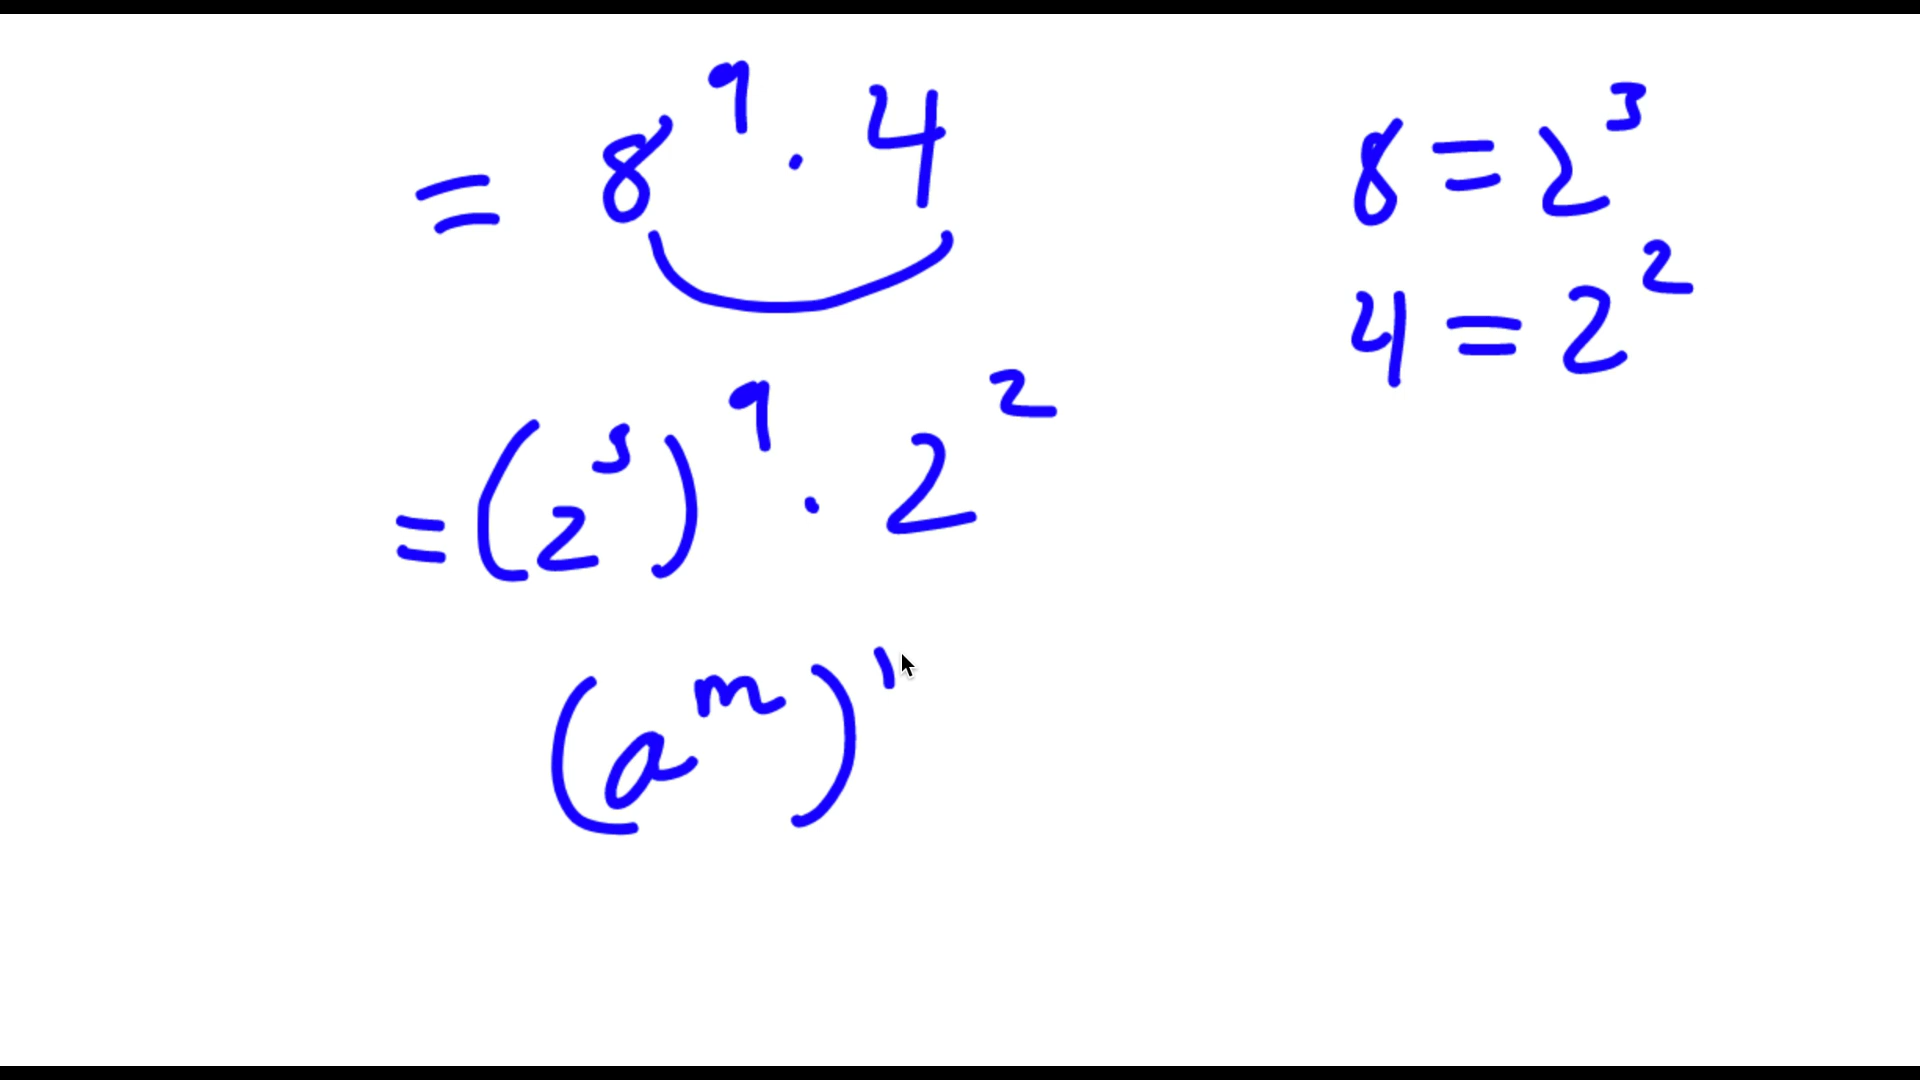 = 8⁹ · 4
8 = 2³
4 = 2²
= (2³)⁹ · 2²
(aᵐ)